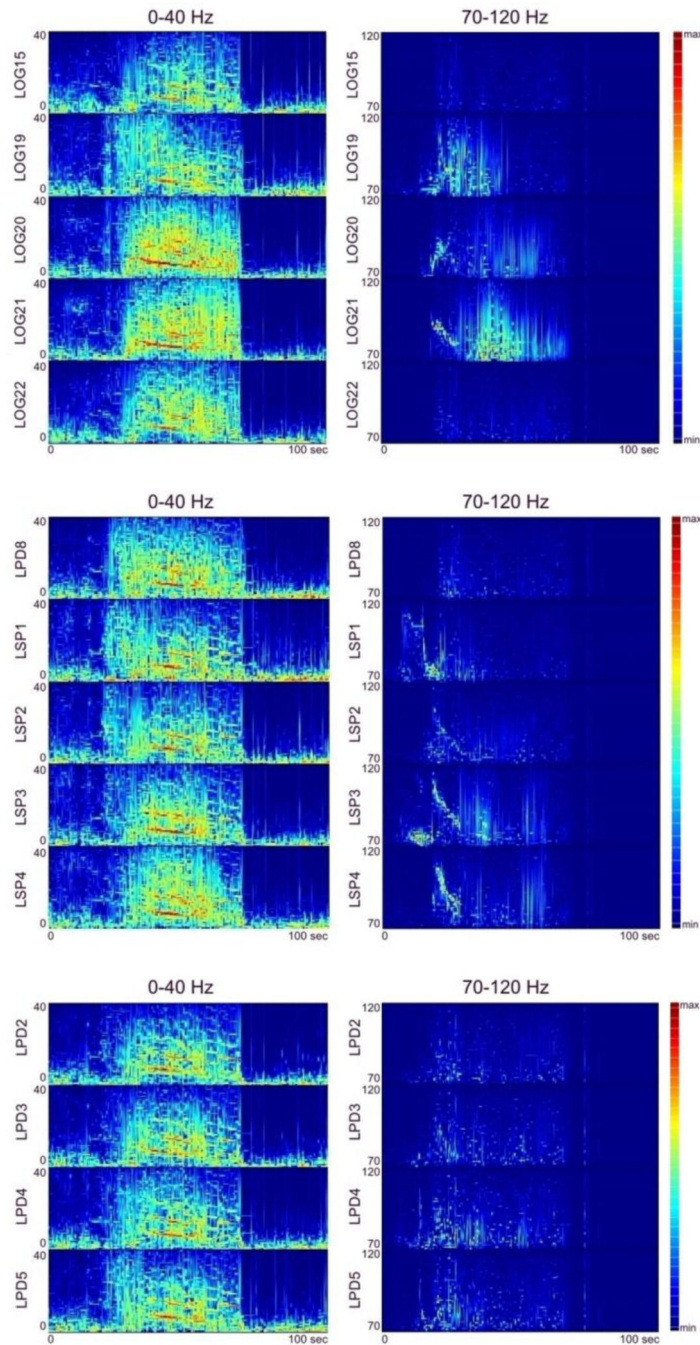 0-40 Hz 70-120 Hz
40 120 max
LOG15 LOG15
0
40 120
LOG19 LOG19
0 70
40 120
LOG20 LOG20
0 70
40 120
LOG21 LOG21
0 70
40 120
LOG22 LOG22
0 70 min
100 sec 0 100 sec
0-40 Hz 70-120 Hz
40 120 max
LPD8 LPD8
0 70
40 120
LSP1 LSP1
0 70
40 120
LSP2 LSP2
0 70
40 120
LSP3 LSP3
0 70
40 120
LSP4 LSP4
0 70 min
100 sec 0 100 sec
0-40 Hz 70-120 Hz
40 120 max
LPD2 LPD2
0 70
40 120
LPD3 LPD3
0 70
40 120
LPD4 LPD4
0 70
40 120
LPD5 LPD5
0 70 min
100 sec 0 100 sec